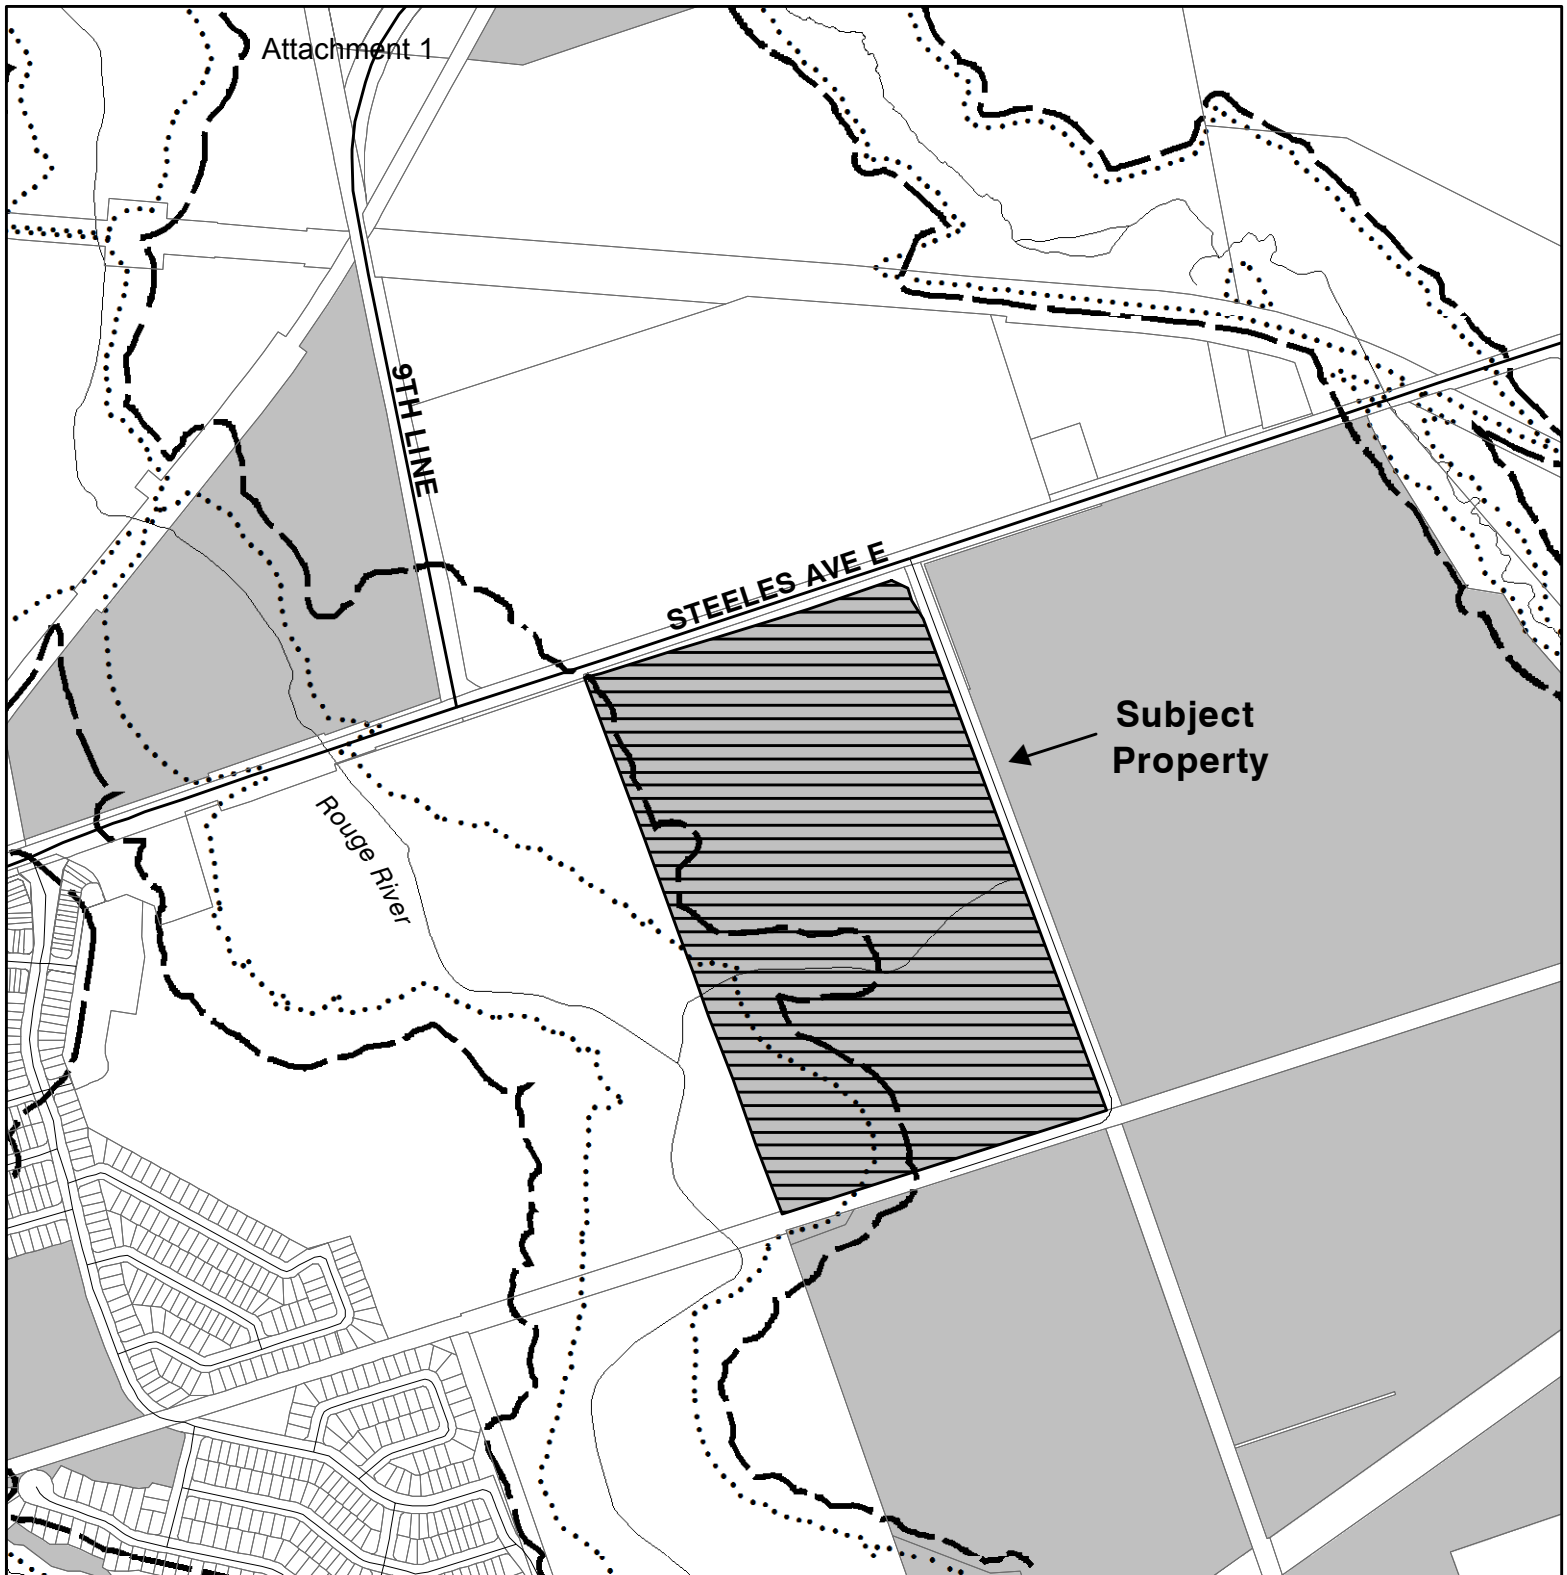 Attachment 1
9TH LINE
STEELES AVE E
Subject
Property
Rouge River